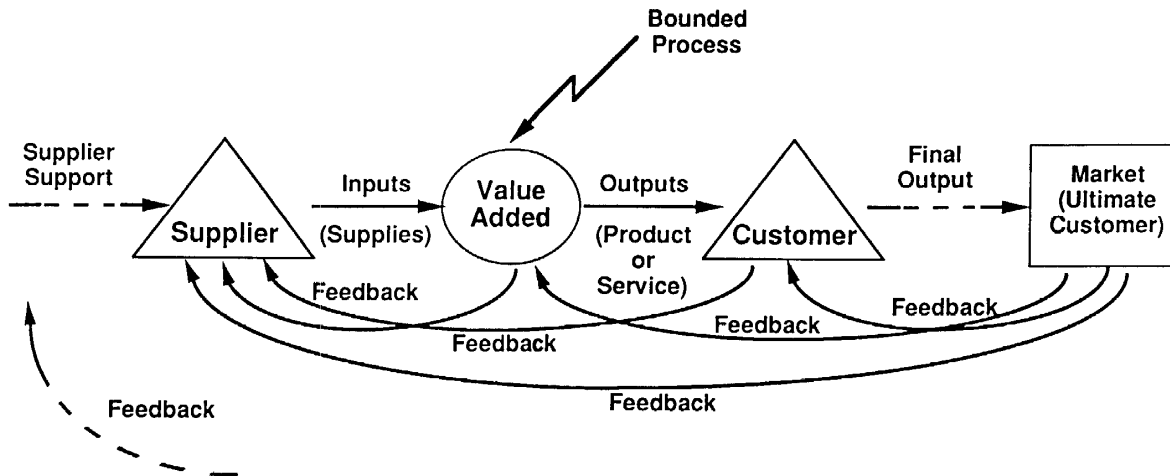 Bounded
Process
Supplier
Support
Supplier
Inputs
(Supplies)
Value
Added
Outputs
(Product
or
Service)
Customer
Final
Output
Market
(Ultimate
Customer)
Feedback
Feedback
Feedback
Feedback
Feedback
Feedback